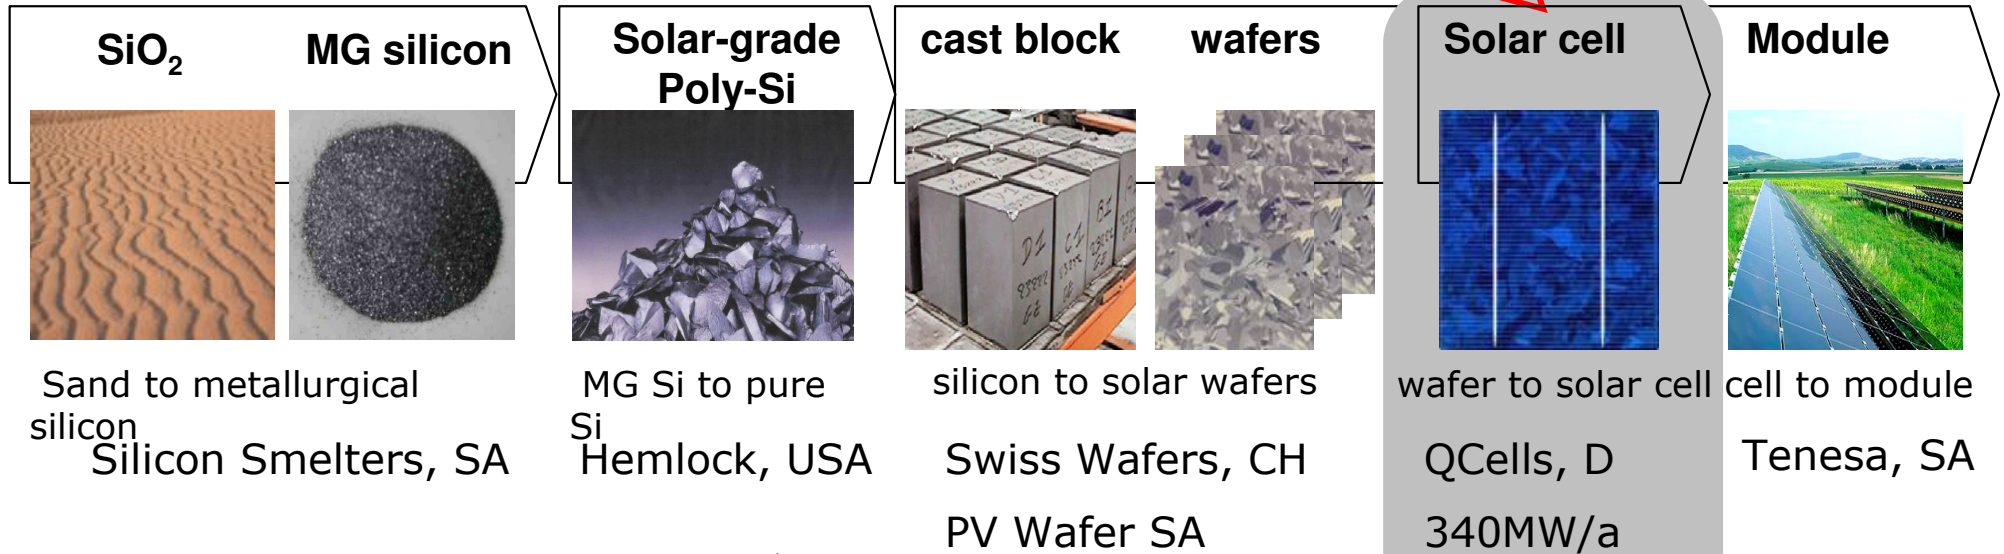 SiO2
MG silicon
Solar-grade
Poly-Si
cast block
wafers
Solar cell
Module
Sand to metallurgical
silicon
MG Si to pure
Si
silicon to solar wafers
wafer to solar cell
cell to module
Silicon Smelters, SA
Hemlock, USA
Swiss Wafers, CH
PV Wafer SA
QCells, D
340MW/a
Tenesa, SA